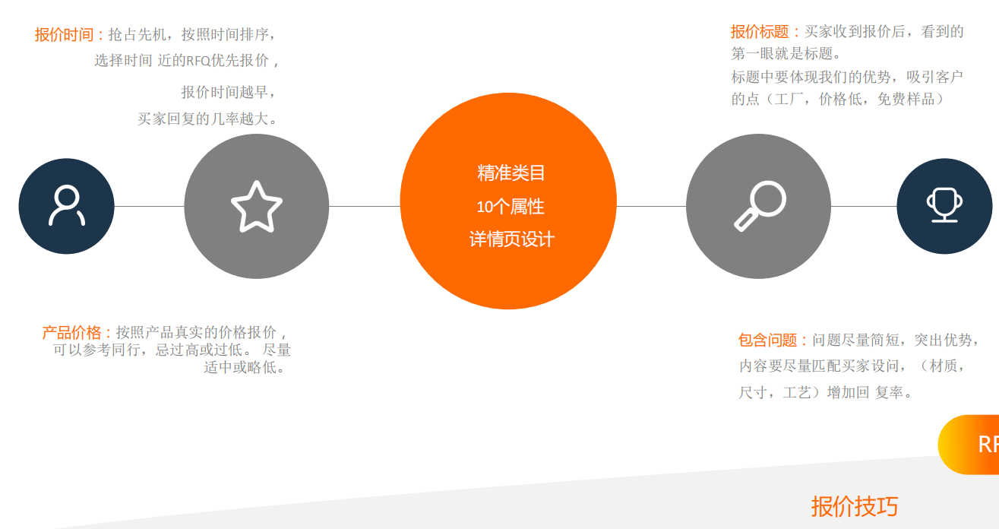 报价时间：抢占先机，按照时间排序，
选择时间 近的RFQ优先报价，
报价时间越早，
买家回复的几率越大。
报价标题：买家收到报价后，看到的
第一眼就是标题。
标题中要体现我们的优势，吸引客户
的点（工厂，价格低，免费样品）
精准类目
10个属性
详情页设计
产品价格：按照产品真实的价格报价，
可以参考同行，忌过高或过低。 尽量
适中或略低。
包含问题：问题尽量简短，突出优势，
内容要尽量匹配买家设问，（材质，
尺寸，工艺）增加回 复率。
报价技巧